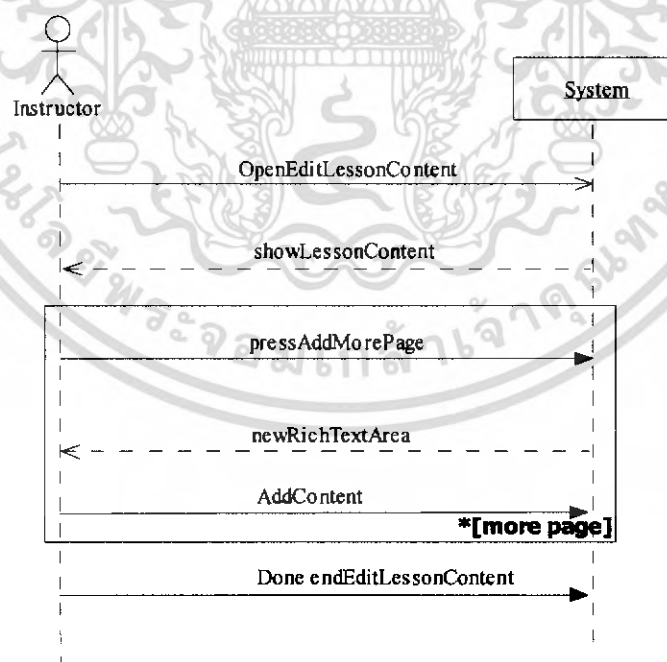 Instructor
System
OpenEditLessonContent
showLessonContent
pressAddMorePage
newRichTextArea
AddContent
*[more page]
Done endEditLessonContent